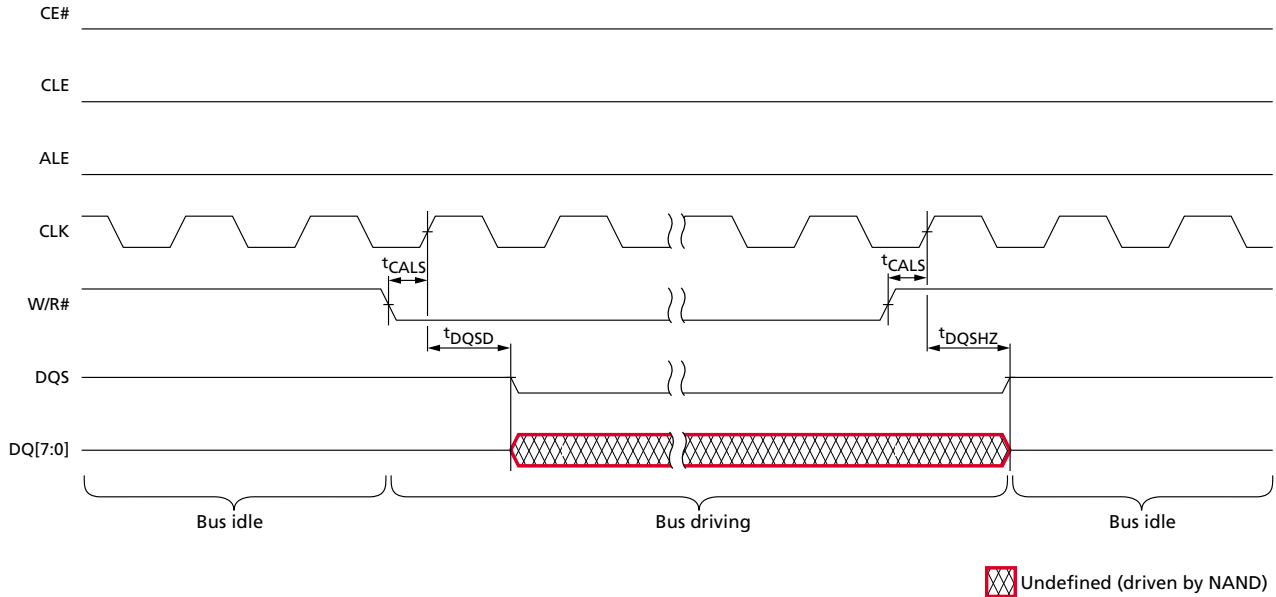 CE#
CLE
ALE
CLK
tCALS tCALS
W/R#
tDQSD tDQSHZ
DQS
DQ[7:0]
Bus idle Bus driving Bus idle
Undefined (driven by NAND)